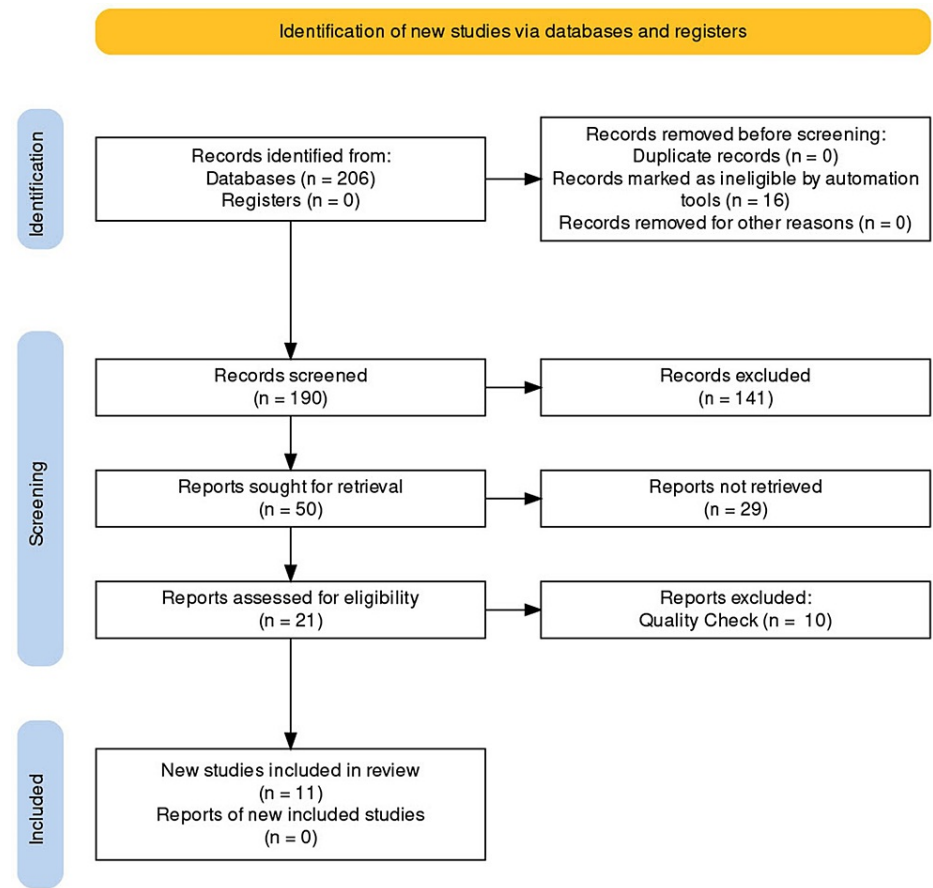 Identification of new studies via databases and registers
Identification
Records identified from:
Databases (n = 206)
Registers (n = 0)
Records removed before screening:
Duplicate records (n = 0)
Records marked as ineligible by automation
tools (n = 16)
Records removed for other reasons (n = 0)
Screening
Records screened
(n = 190)
Records excluded
(n = 141)
Reports sought for retrieval
(n = 50)
Reports not retrieved
(n = 29)
Reports assessed for eligibility
(n = 21)
Reports excluded:
Quality Check (n = 10)
Included
New studies included in review
(n = 11)
Reports of new included studies
(n = 0)